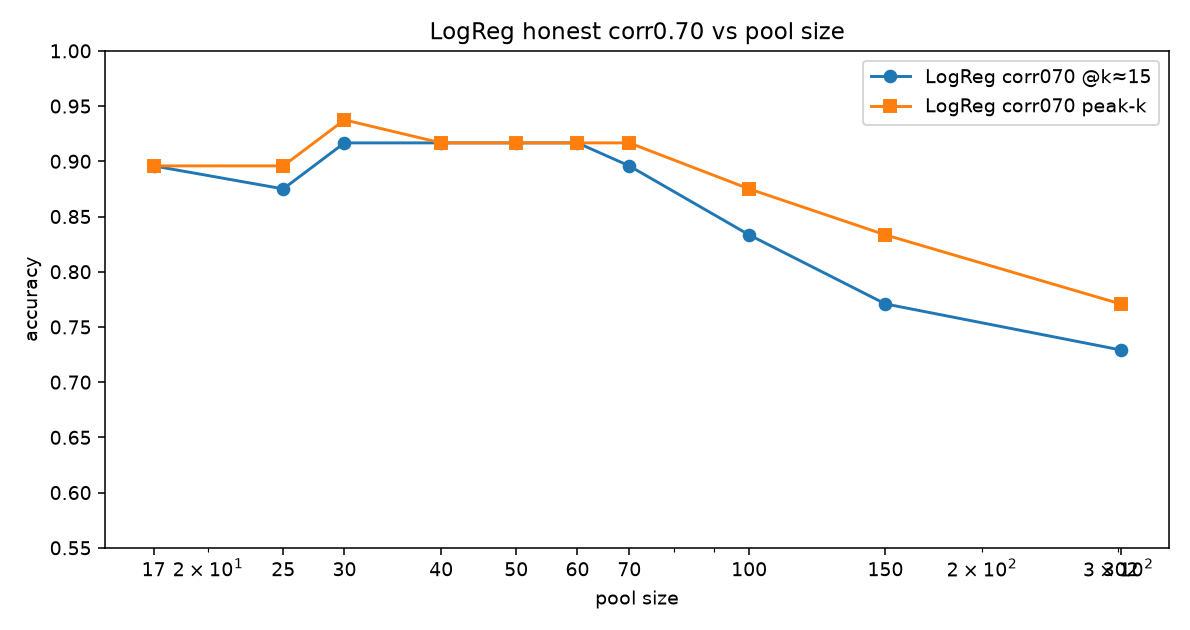 LogReg honest corr0.70 vs pool size
LogReg corr070 @k≈15
LogReg corr070 peak-k
1.00
0.95
0.90
0.85
0.80
0.75
0.70
0.65
0.60
0.55
accuracy
17 2 × 10¹ 25 30 40 50 60 70 100 150 2 × 10² 3 × 10²
pool size